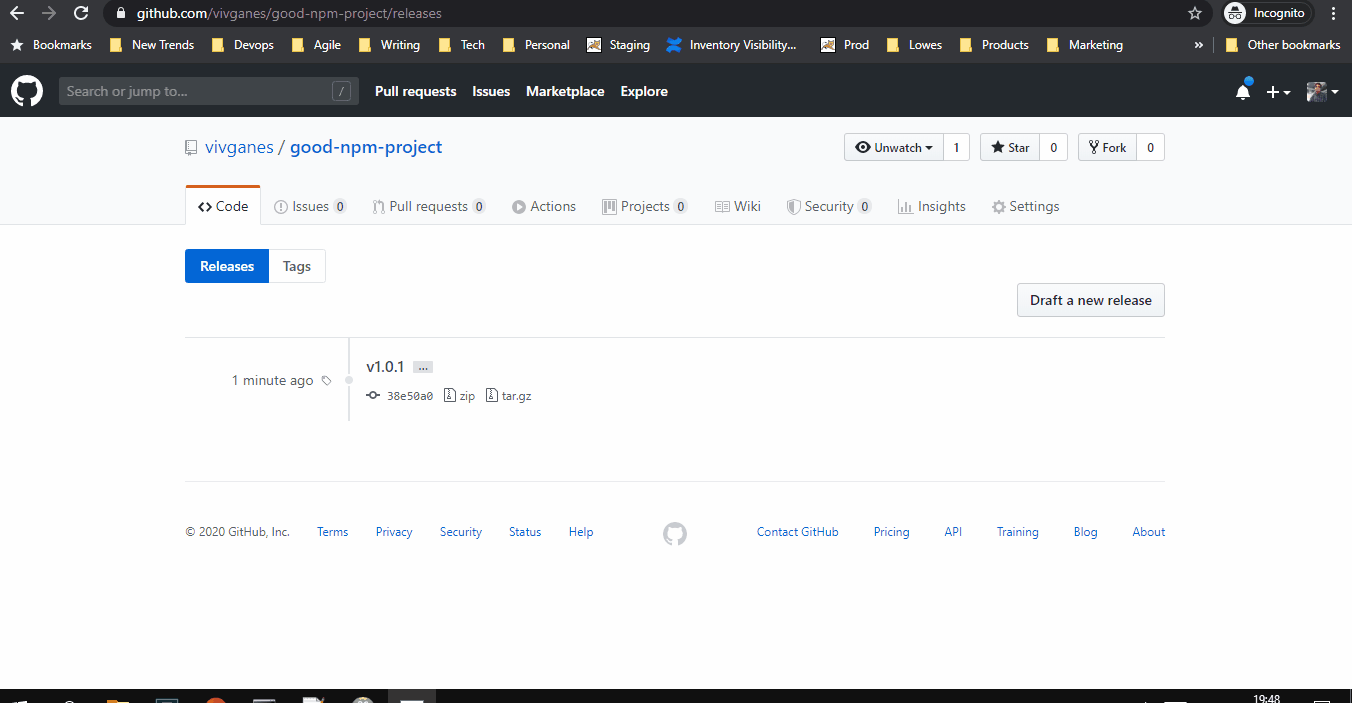 github.com/vivganes/good-npm-project/releases Incognito
Bookmarks New Trends Devops Agile Writing Tech Personal Staging Inventory Visibility... Prod Lowes Products Marketing » Other bookmarks
Search or jump to... / Pull requests Issues Marketplace Explore
vivganes / good-npm-project Unwatch 1 Star 0 Fork 0
Code Issues 0 Pull requests 0 Actions Projects 0 Wiki Security 0 Insights Settings
Releases Tags
Draft a new release
v1.0.1 ...
1 minute ago
38e50a0 zip tar.gz
© 2020 GitHub, Inc. Terms Privacy Security Status Help Contact GitHub Pricing API Training Blog About
19:48